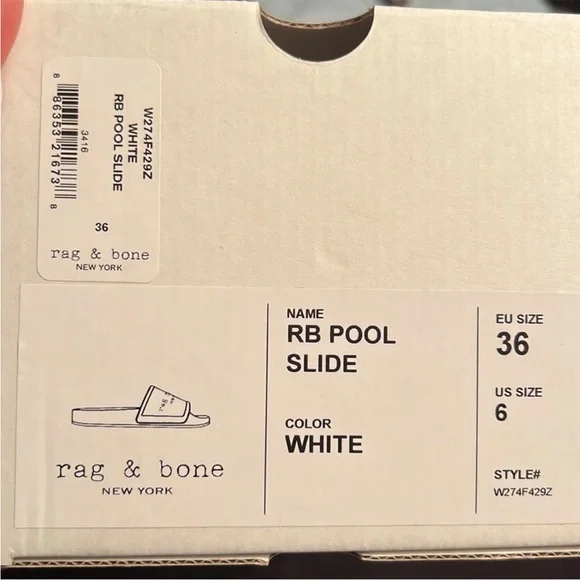 W274F429Z
WHITE
RB POOL SLIDE
3416
8 86353 21673 8
36
rag & bone
NEW YORK
rag & bone
NEW YORK
NAME
RB POOL
SLIDE
COLOR
WHITE
EU SIZE
36
US SIZE
6
STYLE#
W274F429Z